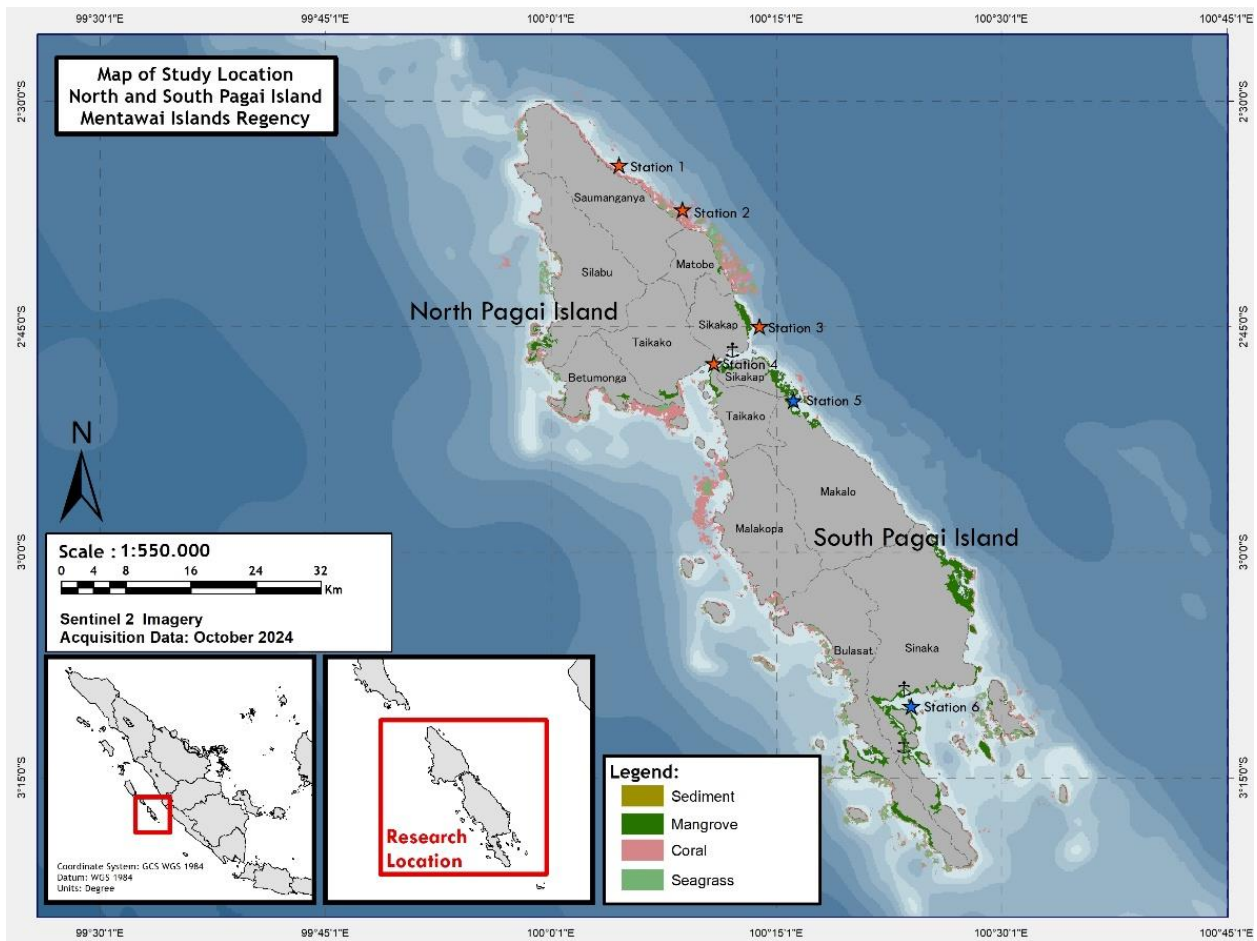 99°30'1"E 99°45'1"E 100°0'1"E 100°15'1"E 100°30'1"E 100°45'1"E
Map of Study Location
North and South Pagai Island
Mentawai Islands Regency
2°30'0"S
2°30'0"S
Station 1
Saumanganya
Station 2
Matobe
Silabu
North Pagai Island
2°45'0"S
2°45'0"S
Sikakap
Station 3
Taikako
Station 4
Sikakap
Betumonga
Station 5
Taikako
N
Makalo
Malakopa
South Pagai Island
3°0'0"S
3°0'0"S
Scale : 1:550.000
0 4 8 16 24 32
Km
Sentinel 2 Imagery
Acquisition Data: October 2024
Bulasat
Sinaka
Station 6
3°15'0"S
3°15'0"S
Research
Location
Coordinate System: GCS WGS 1984
Datum: WGS 1984
Units: Degree
Legend:
Sediment
Mangrove
Coral
Seagrass
99°30'1"E 99°45'1"E 100°0'1"E 100°15'1"E 100°30'1"E 100°45'1"E